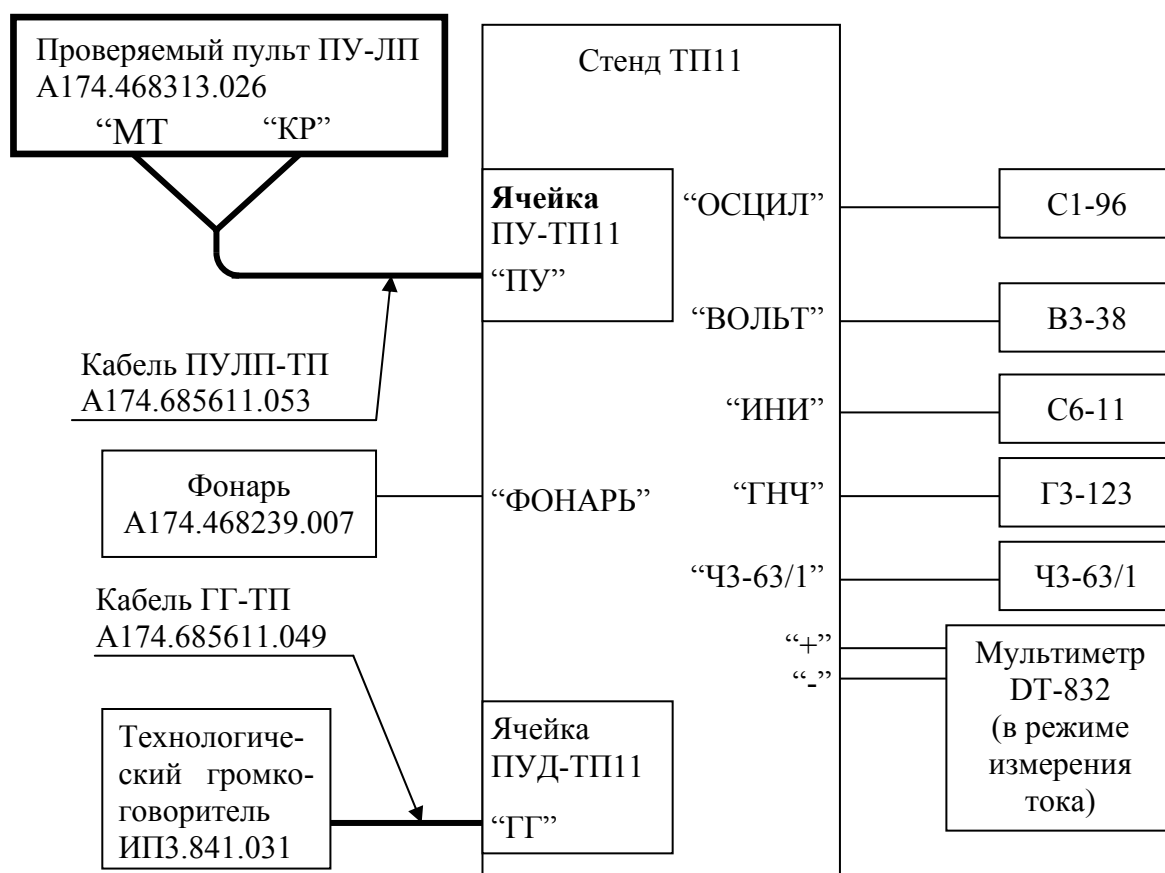 Проверяемый пульт ПУ-ЛП
А174.468313.026
“МТ “КР”
Стенд ТП11
Ячейка
ПУ-ТП11
“ПУ”
“ОСЦИЛ”
С1-96
“ВОЛЬТ”
В3-38
Кабель ПУЛП-ТП
А174.685611.053
“ИНИ”
С6-11
Фонарь
А174.468239.007
“ФОНАРЬ”
“ГНЧ”
Г3-123
“Ч3-63/1”
Ч3-63/1
Кабель ГГ-ТП
А174.685611.049
“+”
“-”
Мультиметр
DT-832
(в режиме
измерения
тока)
Технологиче-
ский громко-
говоритель
ИП3.841.031
Ячейка
ПУД-ТП11
“ГГ”